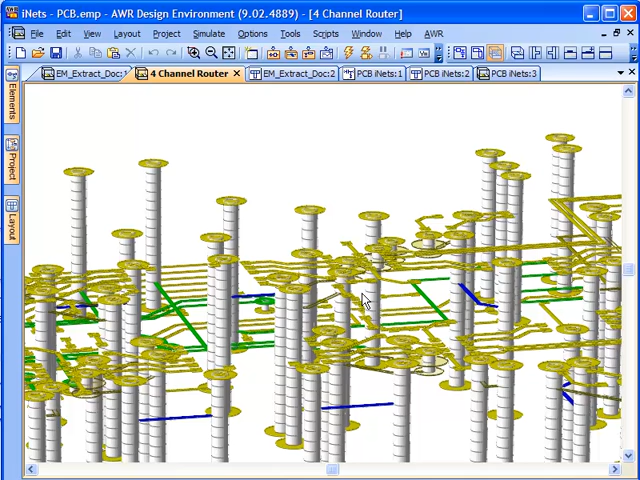 iNets - PCB.emp - AWR Design Environment (9.02.4889) - [4 Channel Router]
File Edit View Layout Project Simulate Options Tools Scripts Window Help AWR
EM_Extract_Doc:1 4 Channel Router EM_Extract_Doc:2 PCB iNets:1 PCB iNets:2 PCB iNets:3
Elements
Project
Layout